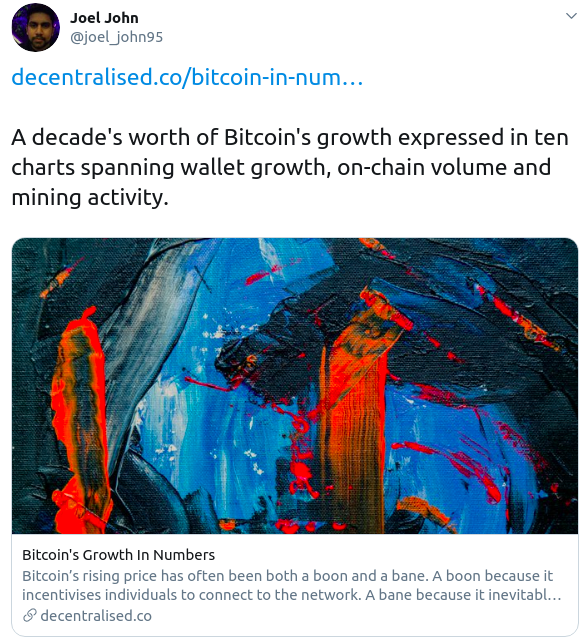 Joel John
@joel_john95
decentralised.co/bitcoin-in-num…
A decade's worth of Bitcoin's growth expressed in ten
charts spanning wallet growth, on-chain volume and
mining activity.
Bitcoin's Growth In Numbers
Bitcoin’s rising price has often been both a boon and a bane. A boon because it
incentivises individuals to connect to the network. A bane because it inevitabl…
decentralised.co